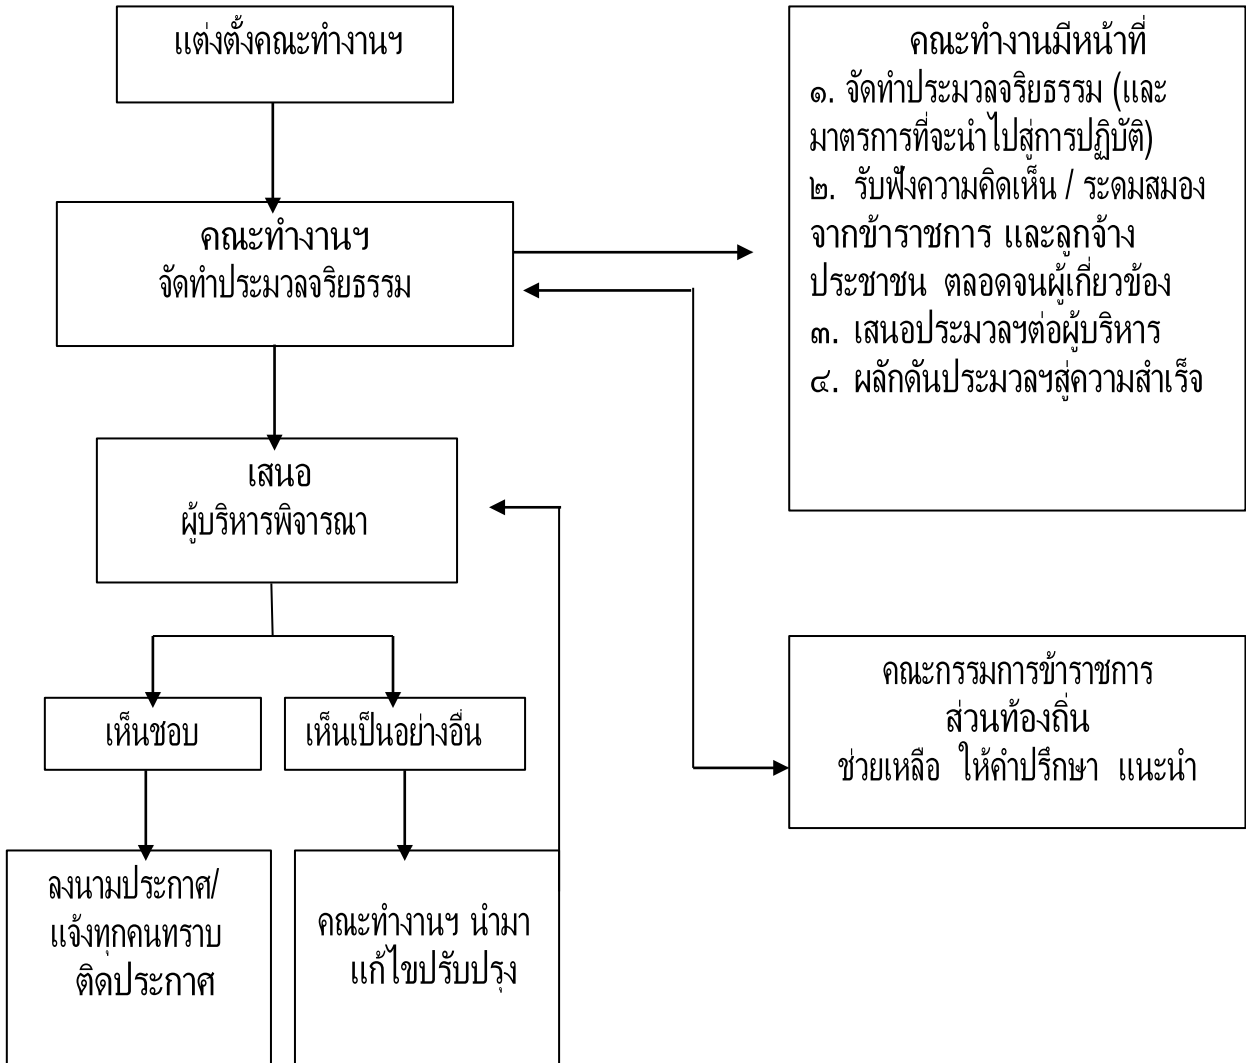 แต่งตั้งคณะทำงานฯ
คณะทำงานมีหน้าที่
๑. จัดทำประมวลจริยธรรม (และ
มาตรการที่จะนำไปสู่การปฏิบัติ)
๒. รับฟังความคิดเห็น / ระดมสมอง
จากข้าราชการ และลูกจ้าง
ประชาชน ตลอดจนผู้เกี่ยวข้อง
๓. เสนอประมวลฯต่อผู้บริหาร
๔. ผลักดันประมวลฯสู่ความสำเร็จ
คณะทำงานฯ
จัดทำประมวลจริยธรรม
เสนอ
ผู้บริหารพิจารณา
คณะกรรมการข้าราชการ
ส่วนท้องถิ่น
ช่วยเหลือ ให้คำปรึกษา แนะนำ
เห็นชอบ
เห็นเป็นอย่างอื่น
ลงนามประกาศ/
แจ้งทุกคนทราบ
ติดประกาศ
คณะทำงานฯ นำมา
แก้ไขปรับปรุง